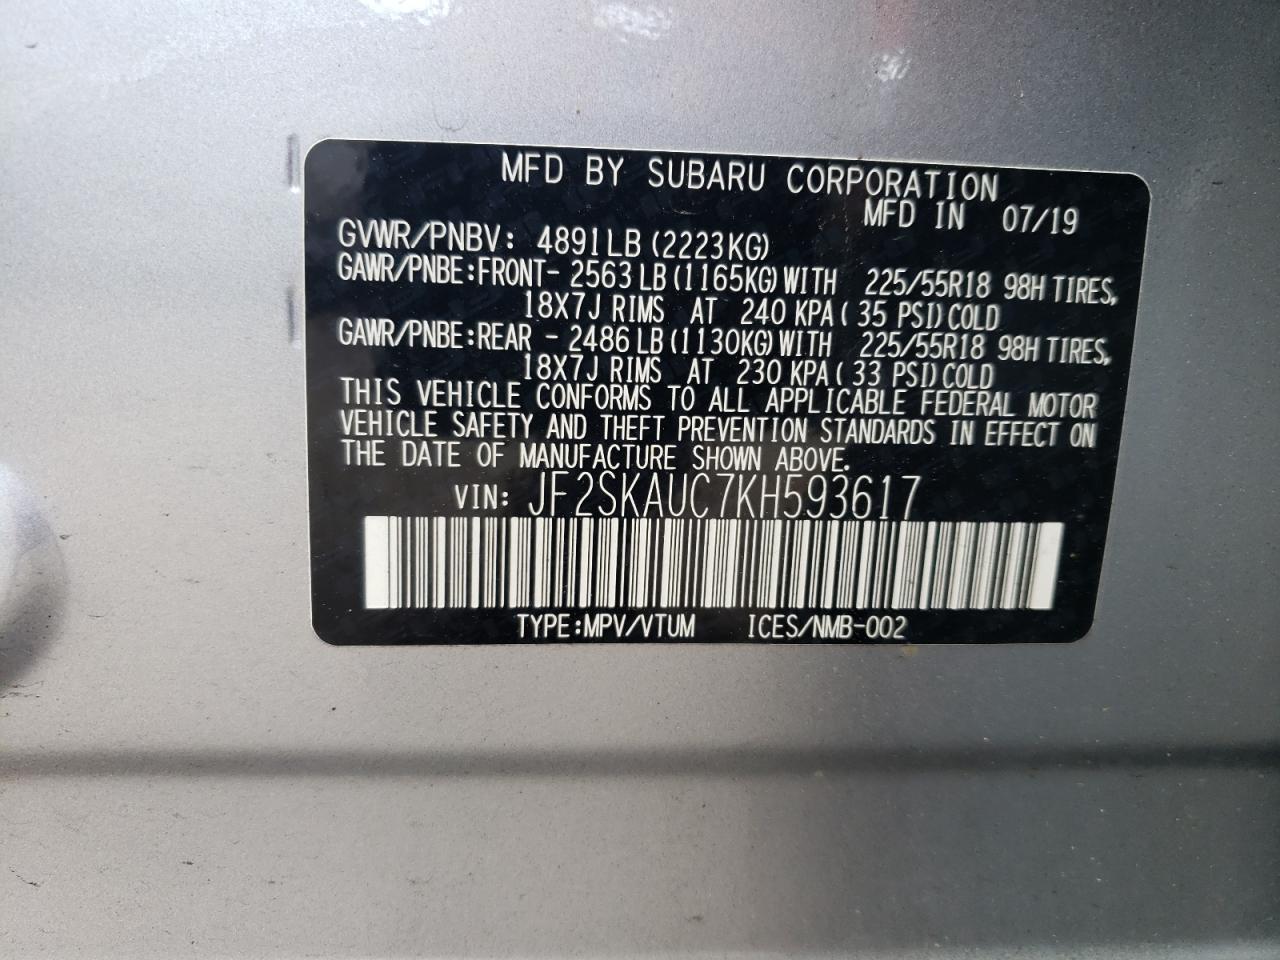 MFD BY SUBARU CORPORATION
MFD IN 07/19
GVWR/PNBV: 4891LB (2223KG)
GAWR/PNBE:FRONT- 2563 LB (1165KG) WITH 225/55R18 98H TIRES,
18X7J RIMS AT 240 KPA ( 35 PSI) COLD
GAWR/PNBE:REAR - 2486 LB (1130KG) WITH 225/55R18 98H TIRES,
18X7J RIMS AT 230 KPA ( 33 PSI) COLD
THIS VEHICLE CONFORMS TO ALL APPLICABLE FEDERAL MOTOR
VEHICLE SAFETY AND THEFT PREVENTION STANDARDS IN EFFECT ON
THE DATE OF MANUFACTURE SHOWN ABOVE.
VIN: JF2SKAUC7KH593617
TYPE:MPV/VTUM ICES/NMB-002